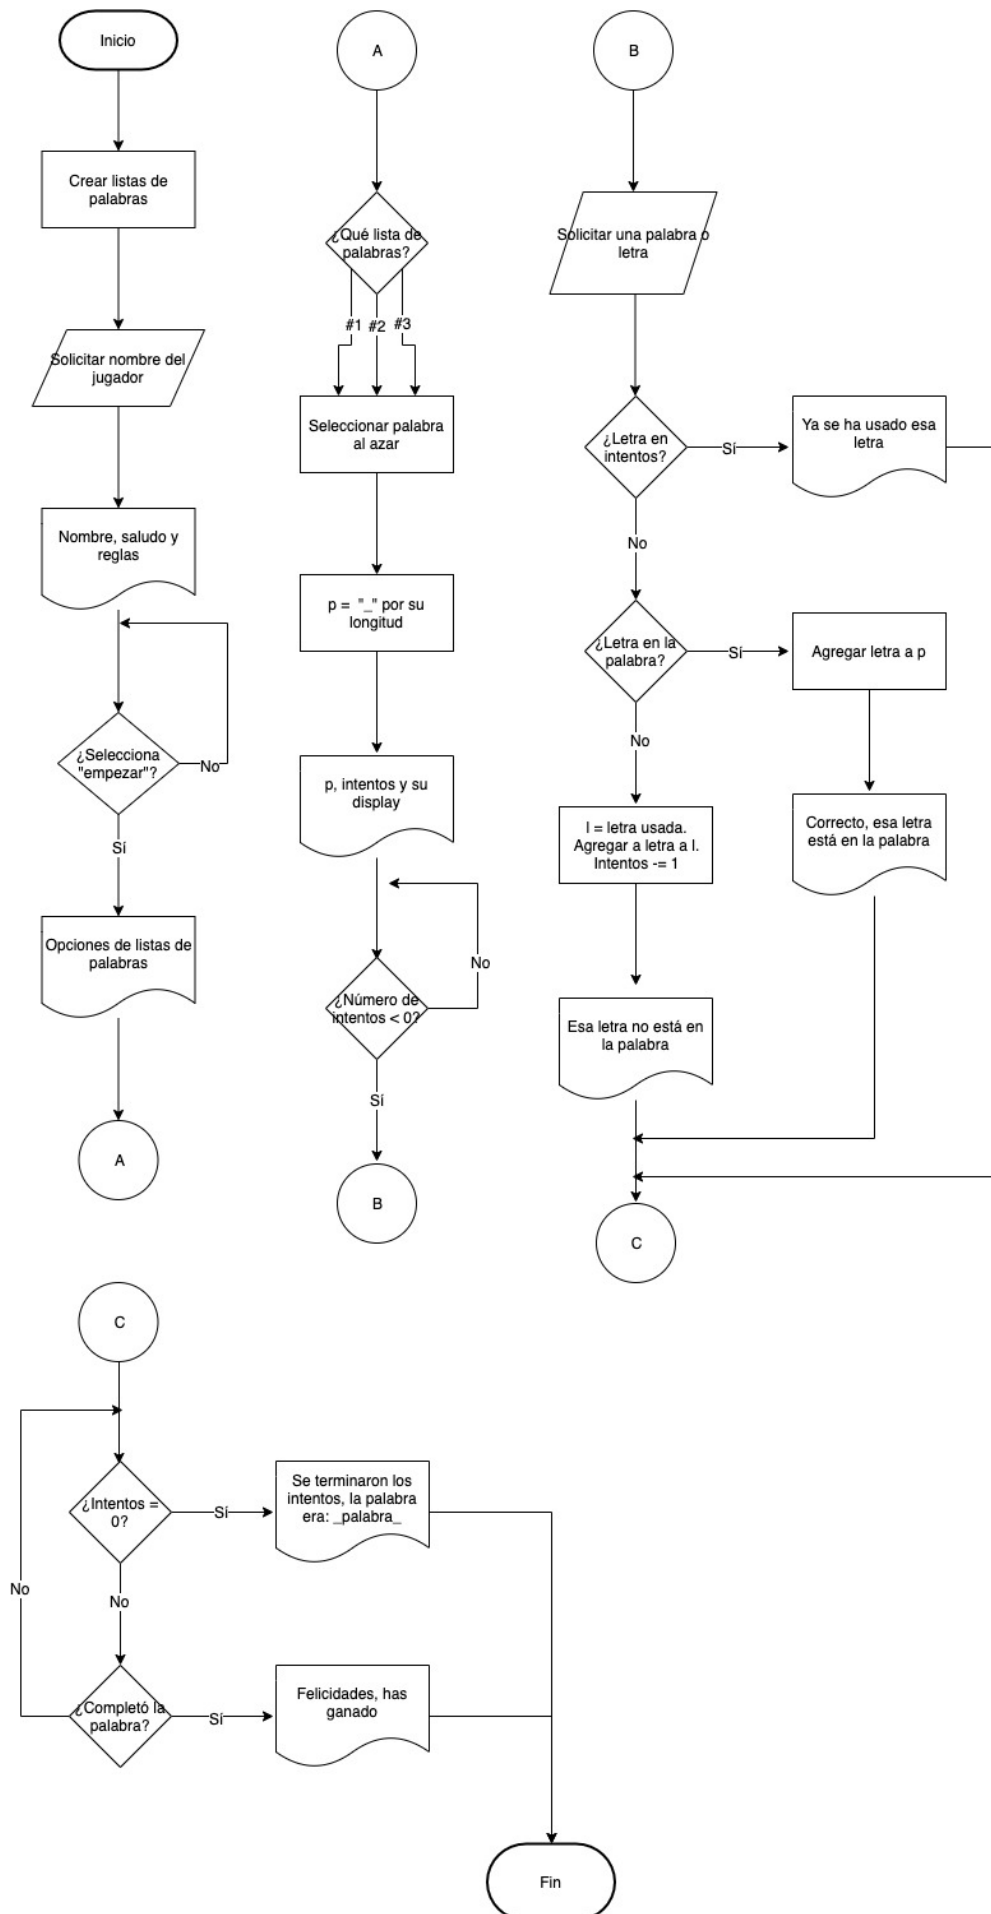 Inicio
Crear listas de
palabras
Solicitar nombre del
jugador
Nombre, saludo y
reglas
¿Selecciona
"empezar"?
No
Sí
Opciones de listas de
palabras
A
A
¿Qué lista de
palabras?
#1
#2
#3
Seleccionar palabra
al azar
p = "_" por su
longitud
p, intentos y su
display
No
¿Número de
intentos < 0?
Sí
B
B
Solicitar una palabra o
letra
¿Letra en
intentos?
Sí
Ya se ha usado esa
letra
No
¿Letra en la
palabra?
Sí
Agregar letra a p
No
l = letra usada.
Agregar a letra a l.
Intentos -= 1
Correcto, esa letra
está en la palabra
Esa letra no está en
la palabra
C
C
¿Intentos =
0?
Sí
Se terminaron los
intentos, la palabra
era: _palabra_
No
No
¿Completó la
palabra?
Sí
Felicidades, has
ganado
Fin